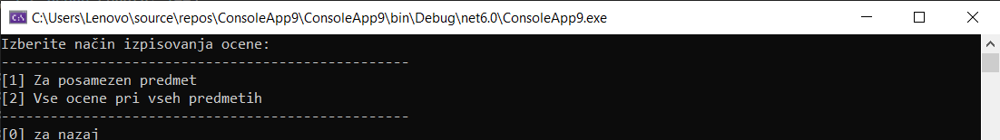 C:\Users\Lenovo\source\repos\ConsoleApp9\ConsoleApp9\bin\Debug\net6.0\ConsoleApp9.exe
Izberite način izpisovanja ocene:
--------------------------------------------------
[1] Za posamezen predmet
[2] Vse ocene pri vseh predmetih
--------------------------------------------------
[0] za nazaj